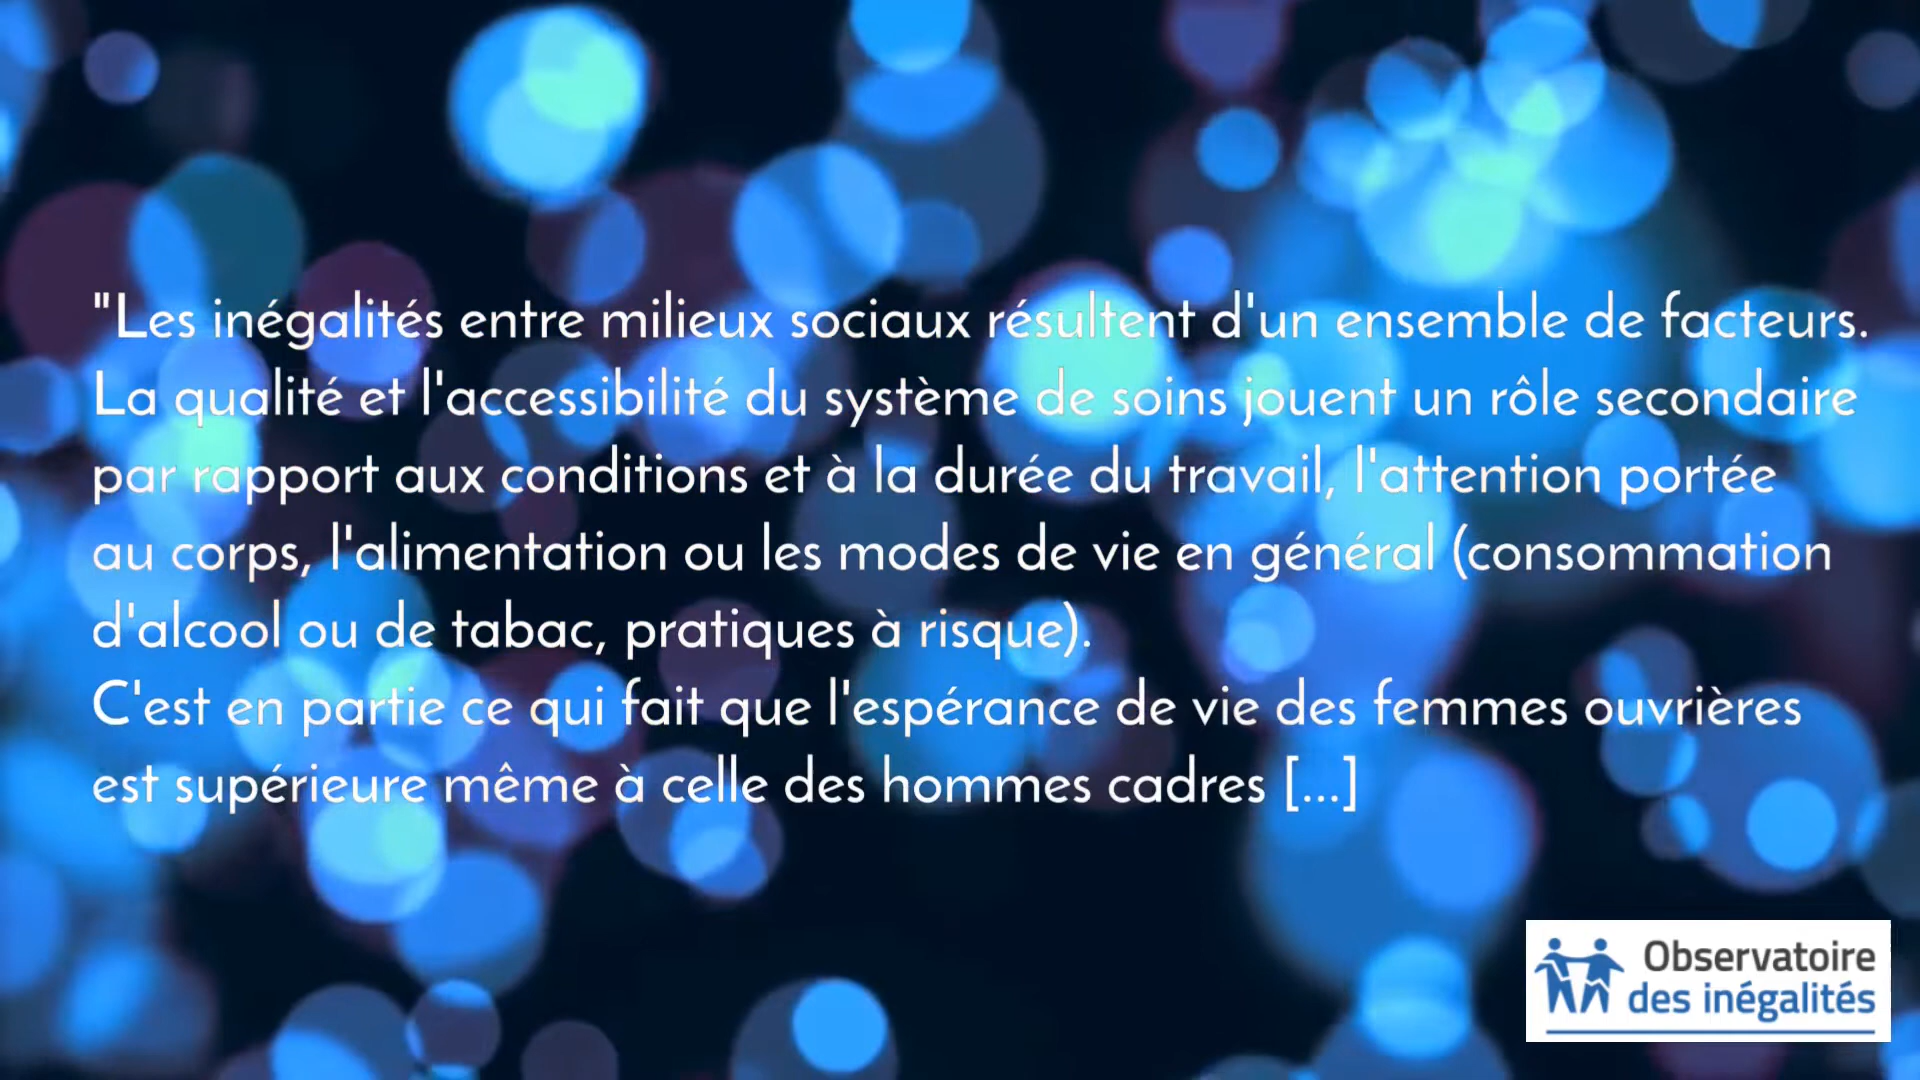 "Les inégalités entre milieux sociaux résultent d'un ensemble de facteurs.
La qualité et l'accessibilité du système de soins jouent un rôle secondaire
par rapport aux conditions et à la durée du travail, l'attention portée
au corps, l'alimentation ou les modes de vie en général (consommation
d'alcool ou de tabac, pratiques à risque).
C'est en partie ce qui fait que l'espérance de vie des femmes ouvrières
est supérieure même à celle des hommes cadres [...]
Observatoire
des inégalités